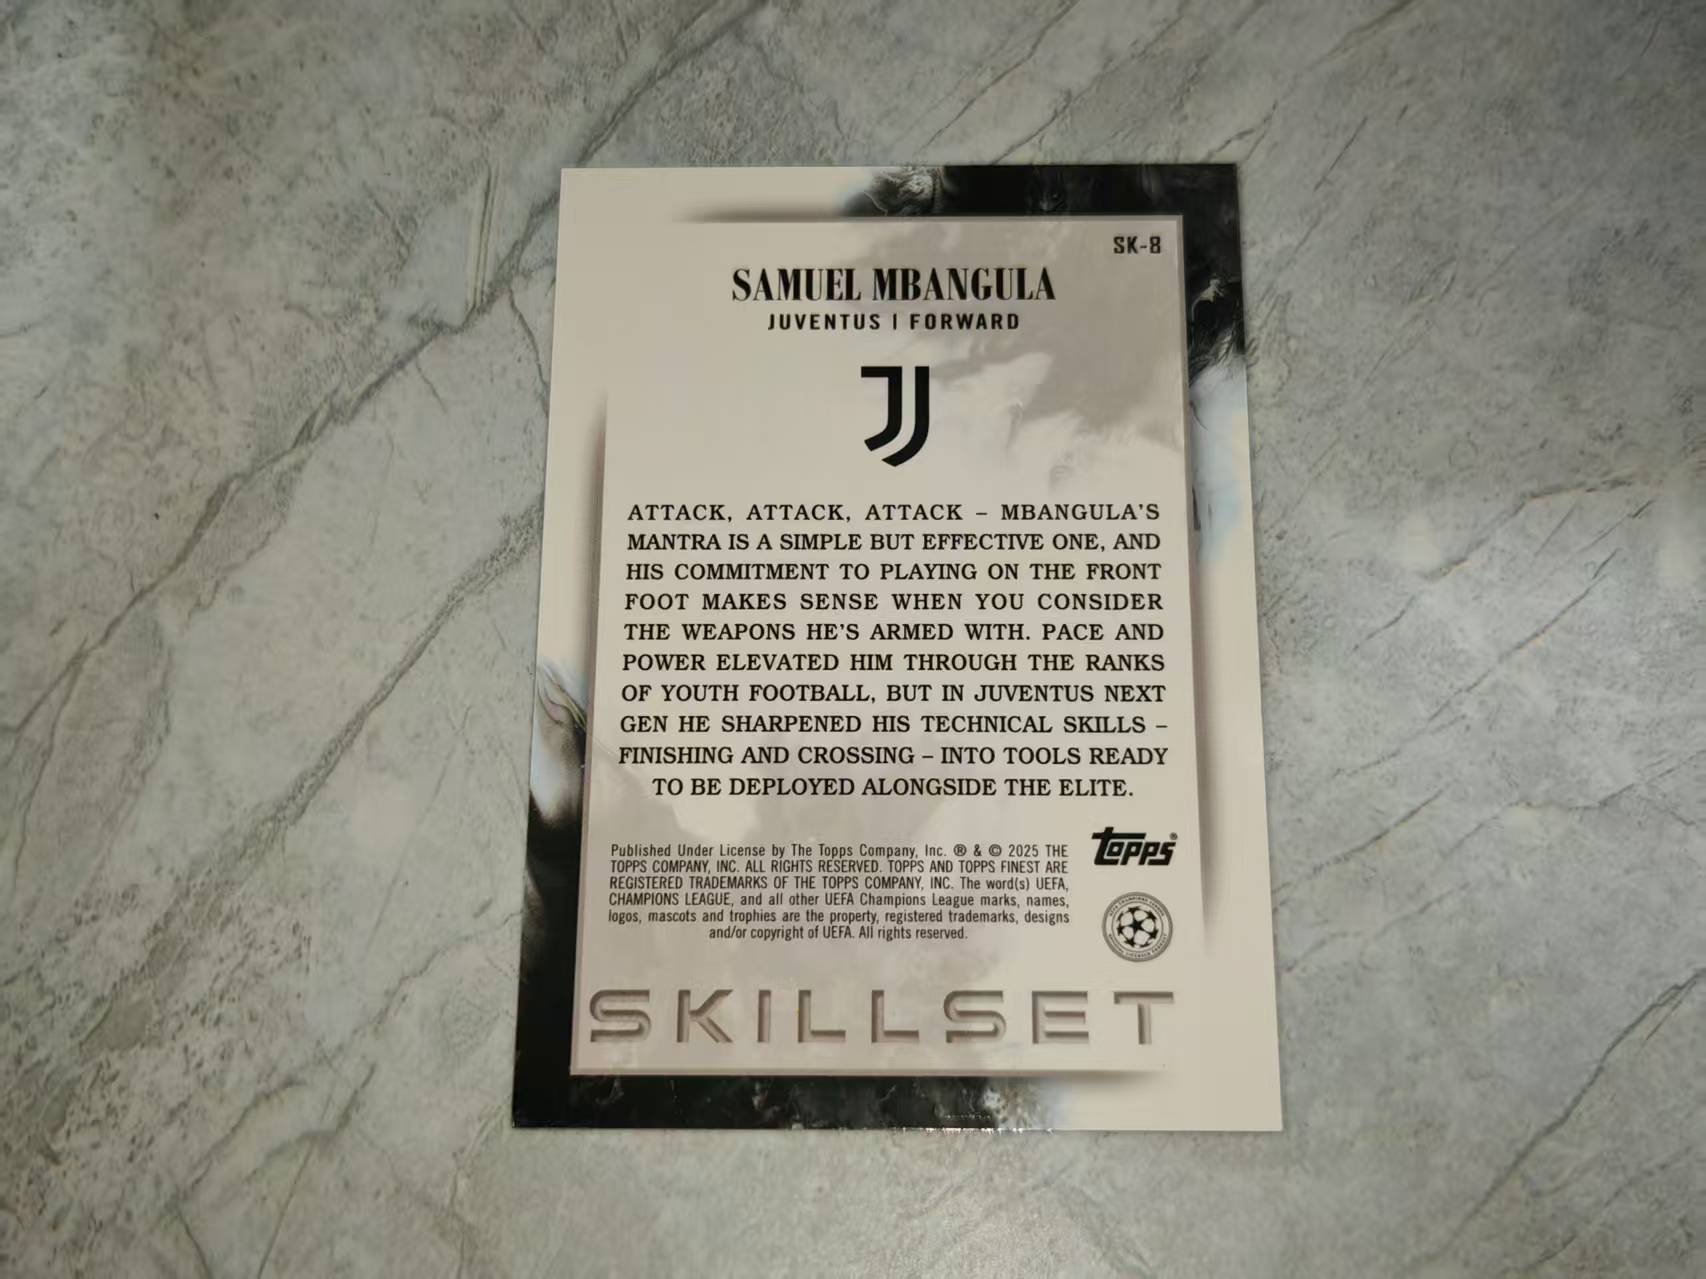 SK-8
SAMUEL MBANGULA
JUVENTUS | FORWARD
ATTACK, ATTACK, ATTACK – MBANGULA'S
MANTRA IS A SIMPLE BUT EFFECTIVE ONE, AND
HIS COMMITMENT TO PLAYING ON THE FRONT
FOOT MAKES SENSE WHEN YOU CONSIDER
THE WEAPONS HE'S ARMED WITH. PACE AND
POWER ELEVATED HIM THROUGH THE RANKS
OF YOUTH FOOTBALL, BUT IN JUVENTUS NEXT
GEN HE SHARPENED HIS TECHNICAL SKILLS –
FINISHING AND CROSSING – INTO TOOLS READY
TO BE DEPLOYED ALONGSIDE THE ELITE.
Published Under License by The Topps Company, Inc. ® & © 2025 THE
TOPPS COMPANY, INC. ALL RIGHTS RESERVED. TOPPS AND TOPPS FINEST ARE
REGISTERED TRADEMARKS OF THE TOPPS COMPANY, INC. The word(s) UEFA,
CHAMPIONS LEAGUE, and all other UEFA Champions League marks, names,
logos, mascots and trophies are the property, registered trademarks, designs
and/or copyright of UEFA. All rights reserved.
Topps®
SKILLSET